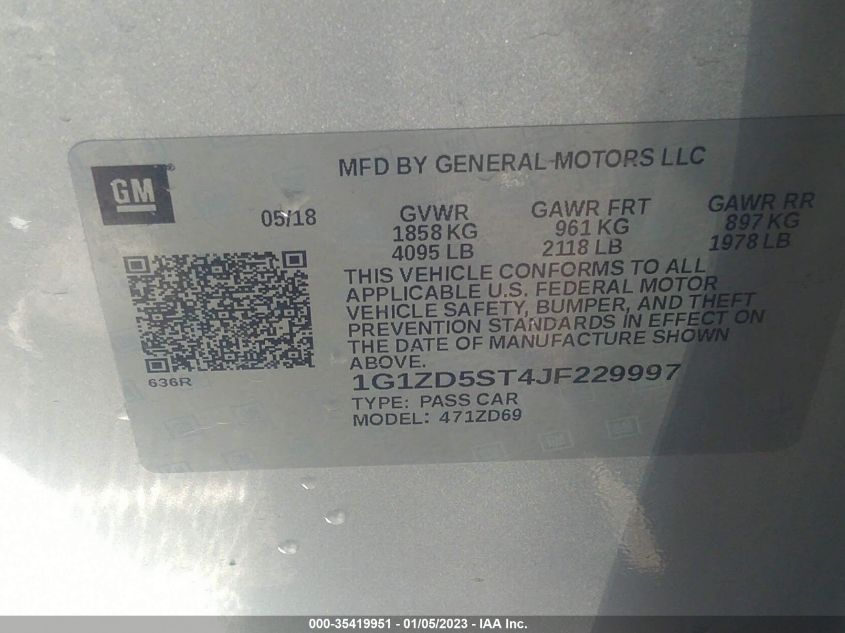 MFD BY GENERAL MOTORS LLC
GM
05/18
GVWR GAWR FRT GAWR RR
1858 KG 961 KG 897 KG
4095 LB 2118 LB 1978 LB
THIS VEHICLE CONFORMS TO ALL
APPLICABLE U.S. FEDERAL MOTOR
VEHICLE SAFETY, BUMPER, AND THEFT
PREVENTION STANDARDS IN EFFECT ON
THE DATE OF MANUFACTURE SHOWN
ABOVE.
636R
1G1ZD5ST4JF229997
TYPE: PASS CAR
MODEL: 471ZD69
000-35419951 - 01/05/2023 - IAA Inc.